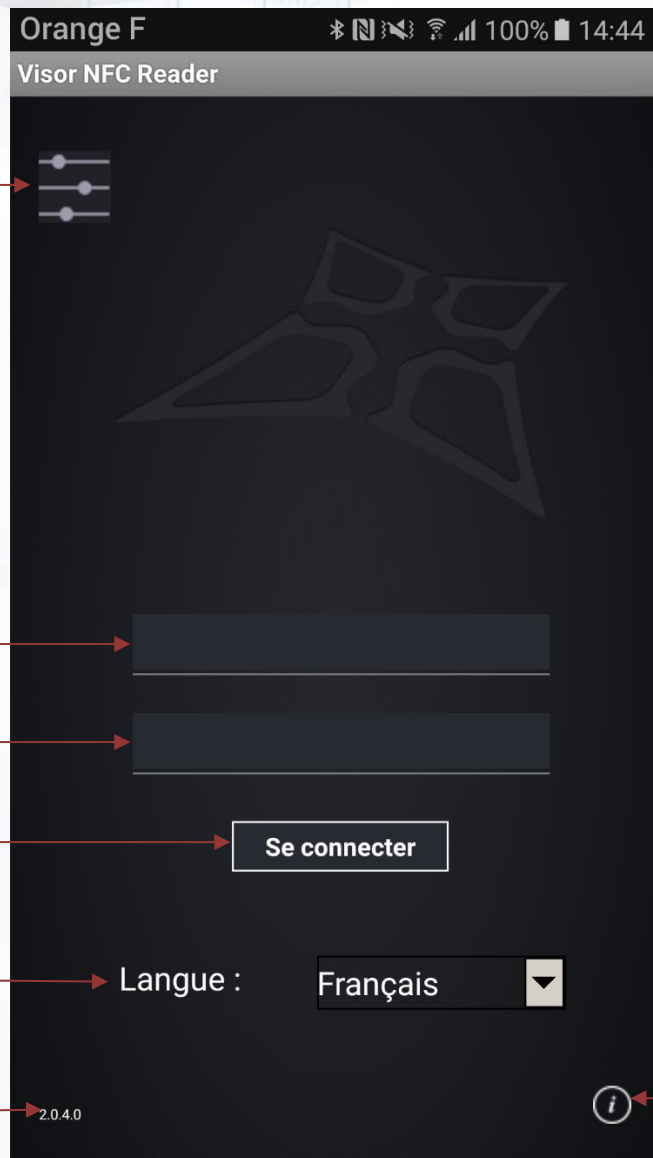 Orange F 100% 14:44
Visor NFC Reader
Se connecter
Langue : Français
2.0.4.0
i